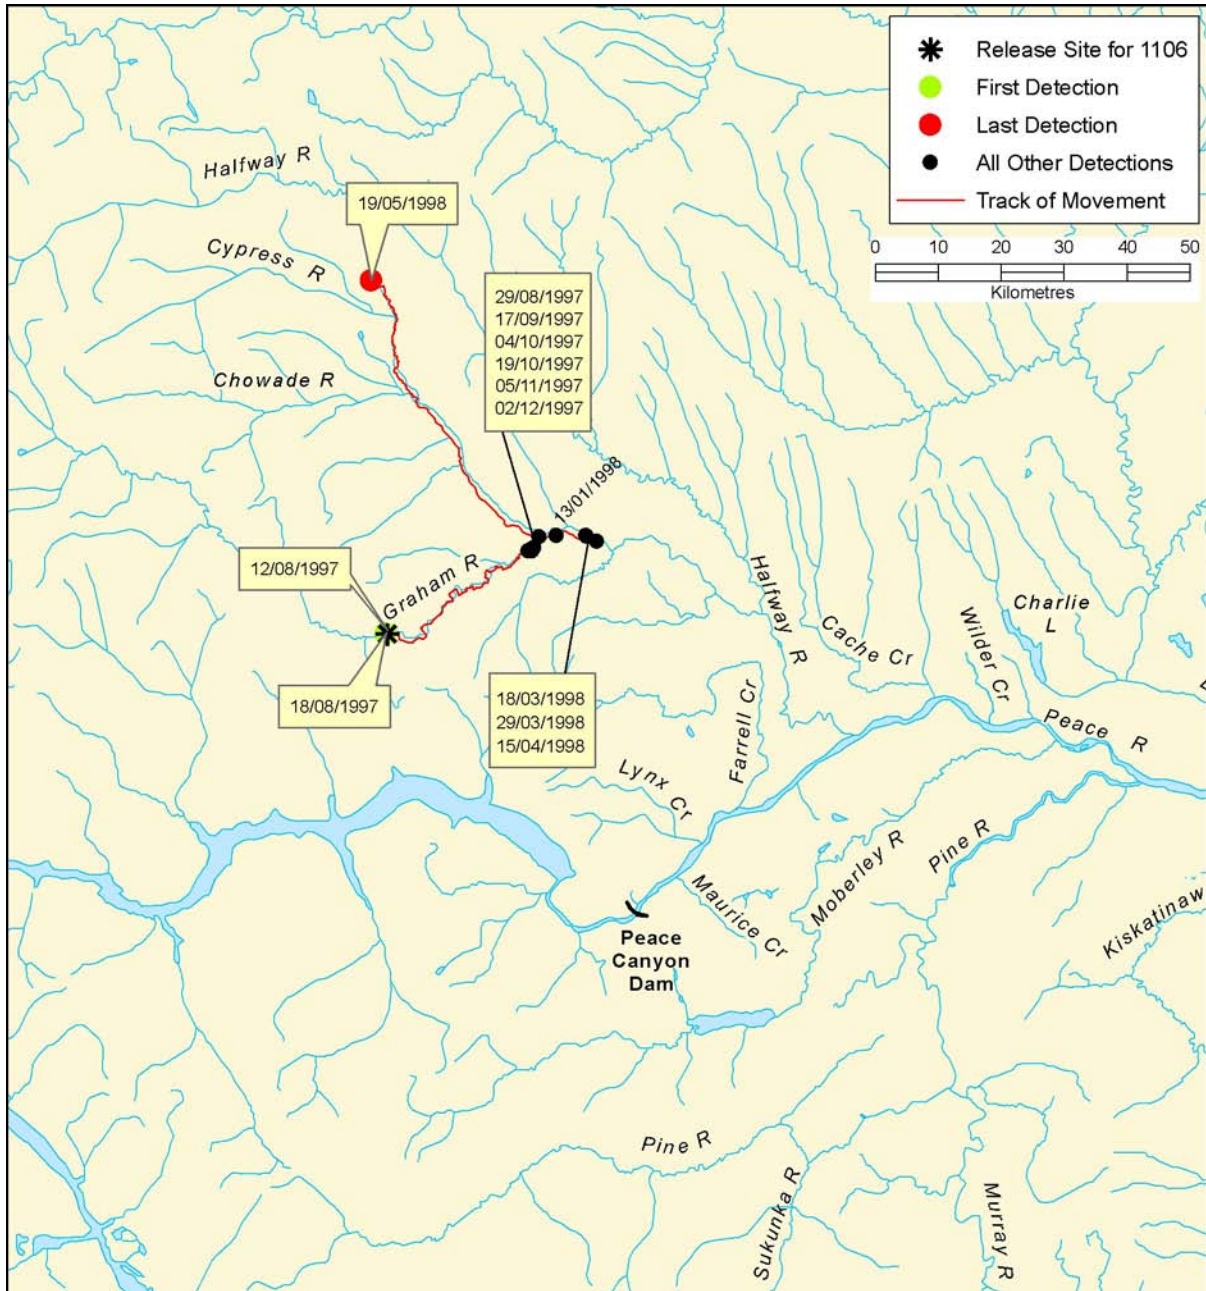 Release Site for 1106
First Detection
Last Detection
All Other Detections
Track of Movement
0 10 20 30 40 50
Kilometres
Halfway R
19/05/1998
Cypress R
29/08/1997
17/09/1997
04/10/1997
19/10/1997
05/11/1997
02/12/1997
Chowade R
13/01/1998
12/08/1997
Graham R
18/08/1997
18/03/1998
29/03/1998
15/04/1998
Halfway R
Cache Cr
Wilder Cr
Charlie
L
Peace R
Farrell Cr
Lynx Cr
Moberley R
Pine R
Maurice Cr
Kiskatinaw
Peace
Canyon
Dam
Pine R
Sukunka R
Murray R